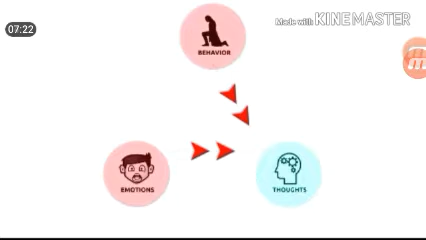 07:22
Made with KINEMASTER
BEHAVIOR
EMOTIONS
THOUGHTS